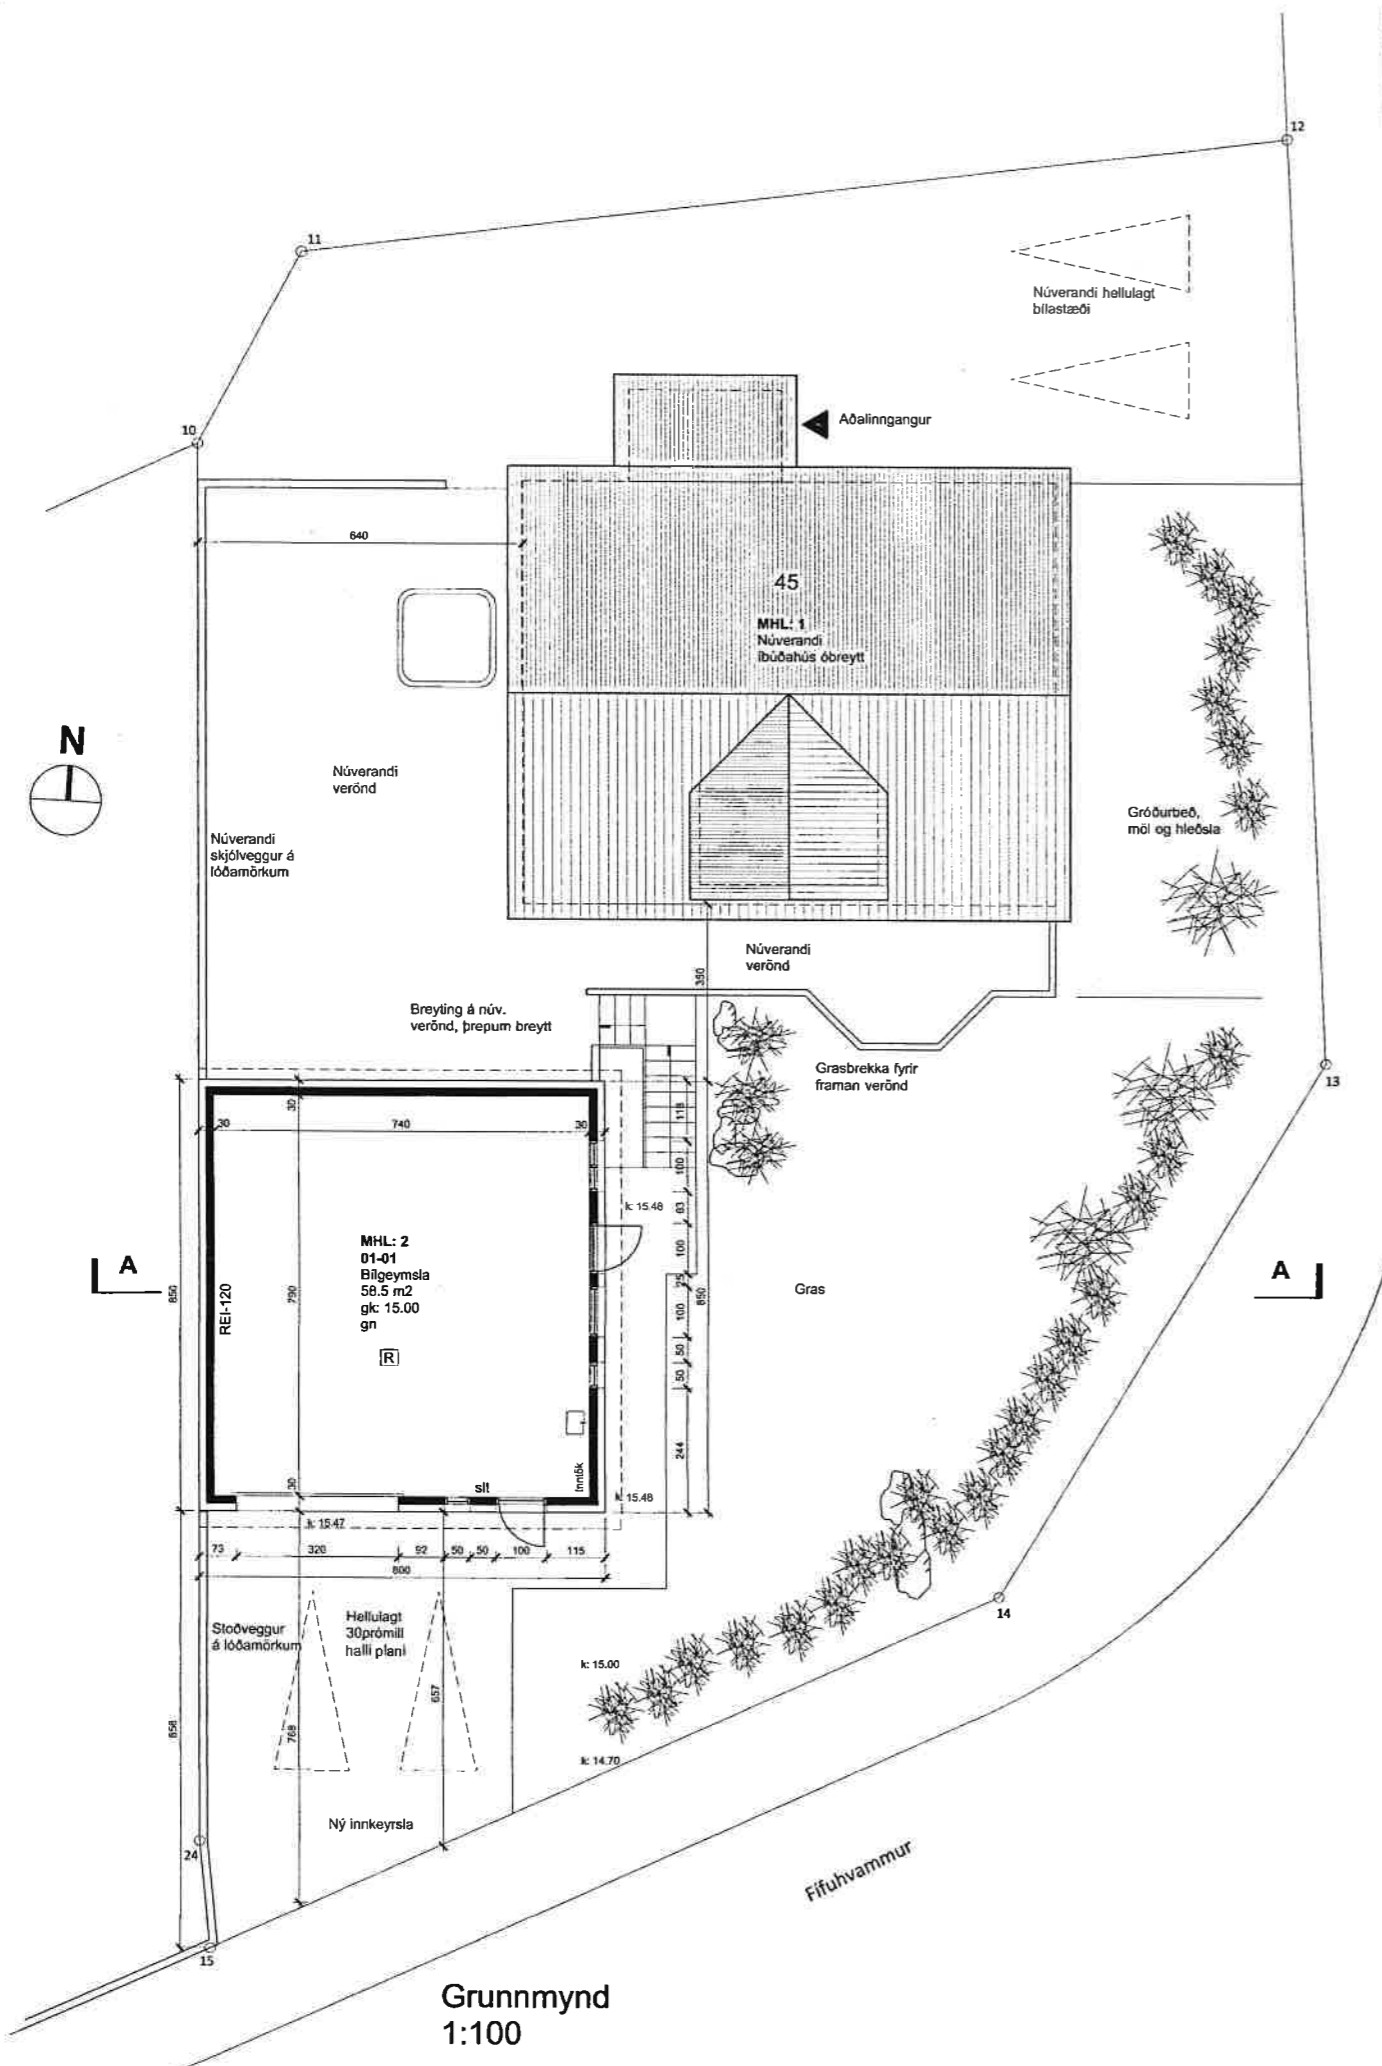 12
11
Núverandi hellulagt
bílastæði
Aðalinngangur
10
640
45
MHL: 1
Núverandi
íbúðahús óbreytt
N
Núverandi
verönd
Núverandi
skjólveggur á
lóðamörkum
Gróðurbeð,
möl og hleðsla
Núverandi
verönd
350
Breyting á núv.
verönd, þrepum breytt
Grasbrekka fyrir
framan verönd
13
30
30
740
30
118
100
k: 15.48
63
100
25
100
50
50
244
850
MHL: 2
01-01
Bílgeymsla
58.5 m2
gk: 15.00
gn
R
A
850
REI-120
790
Gras
A
30
slt
Inntök
k: 15.48
k: 15.47
73
320
92
50
50
100
115
800
14
Stoðveggur
á lóðamörkum
Hellulagt
30prómill
halli plani
k: 15.00
657
858
768
k: 14.70
Ný innkeyrsla
24
Fífuhvammur
15
Grunnmynd
1:100